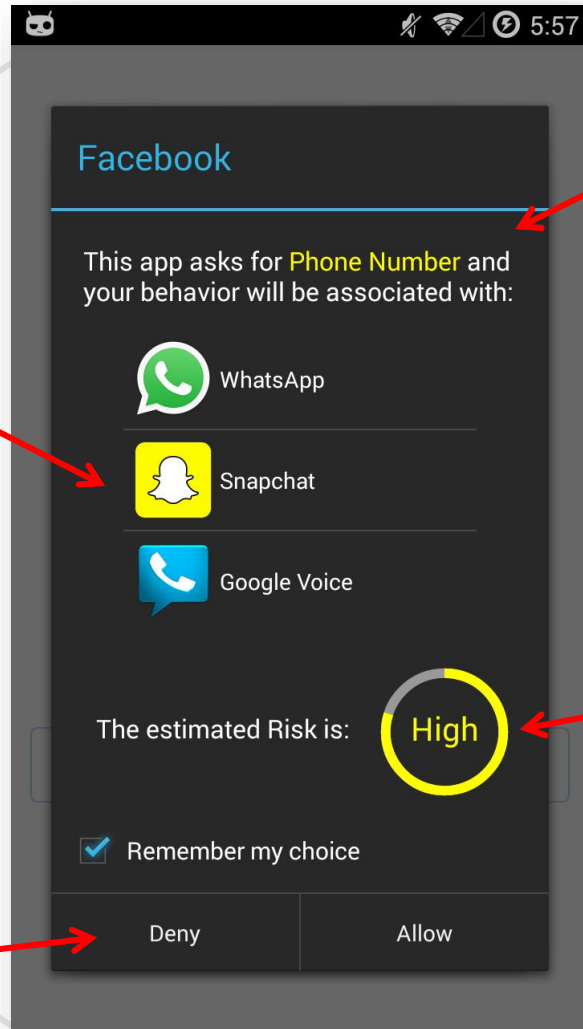 5:57
Facebook
This app asks for Phone Number and
your behavior will be associated with:
WhatsApp
Snapchat
Google Voice
The estimated Risk is:
High
Remember my choice
Deny
Allow